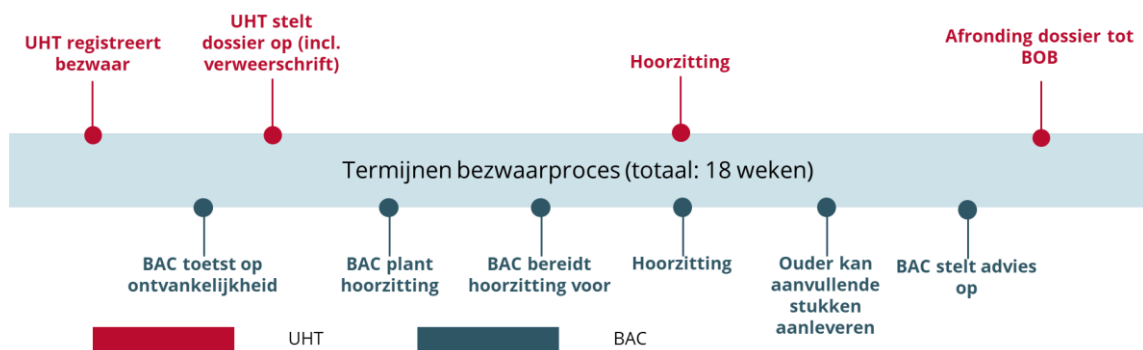 UHT registreert
bezwaar
UHT stelt
dossier op (incl.
verweerschrift)
Hoorzitting
Afronding dossier tot
BOB
Termijnen bezwaarproces (totaal: 18 weken)
BAC toetst op
ontvankelijkheid
BAC plant
hoorzitting
BAC bereidt
hoorzitting voor
Hoorzitting
Ouder kan
aanvullende
stukken
aanleveren
BAC stelt advies
op
UHT
BAC